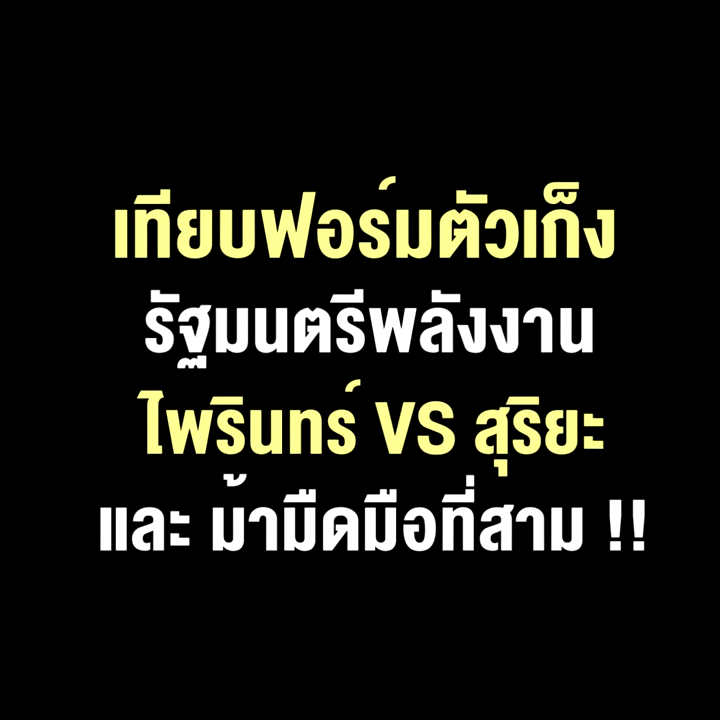 เทียบฟอร์มตัวเก็ง
รัฐมนตรีพลังงาน
ไพรินทร์ VS สุริยะ
และ ม้ามืดมือที่สาม !!